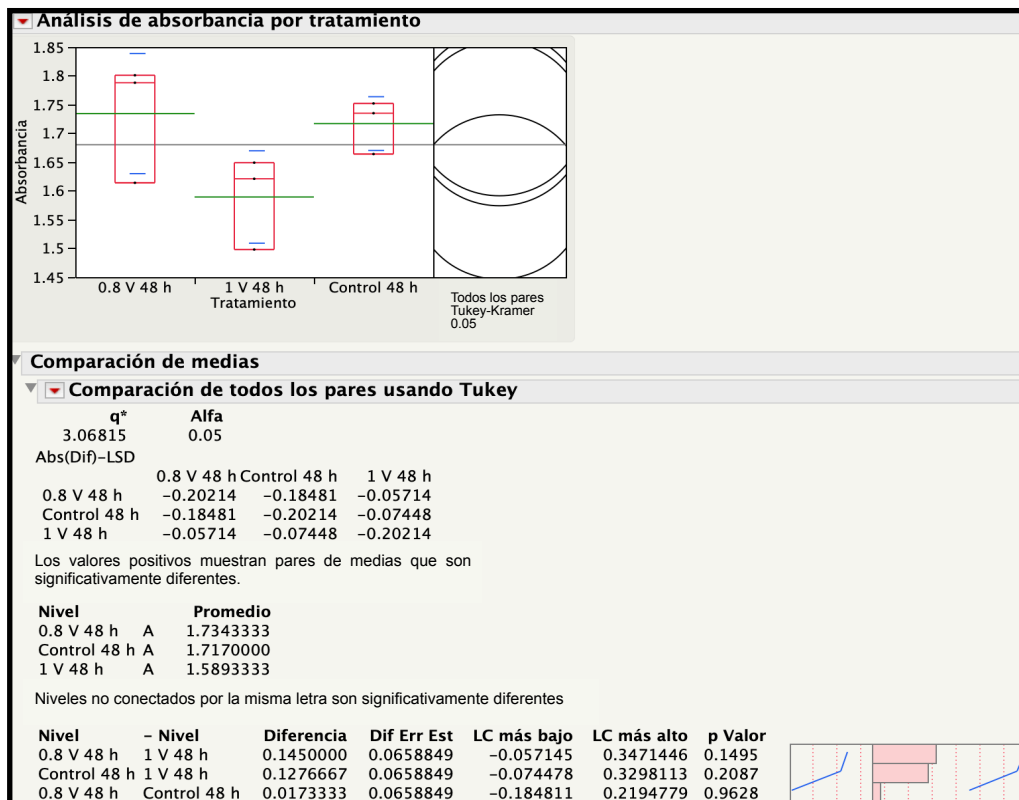 Análisis de absorbancia por tratamiento
1.85
1.8
1.75
1.7
1.65
1.6
1.55
1.5
1.45
Absorbancia
0.8 V 48 h 1 V 48 h Control 48 h
Tratamiento
Todos los pares
Tukey-Kramer
0.05
Comparación de medias
Comparación de todos los pares usando Tukey
q* Alfa
3.06815 0.05
Abs(Dif)-LSD
0.8 V 48 h Control 48 h 1 V 48 h
0.8 V 48 h -0.20214 -0.18481 -0.05714
Control 48 h -0.18481 -0.20214 -0.07448
1 V 48 h -0.05714 -0.07448 -0.20214
Los valores positivos muestran pares de medias que son
significativamente diferentes.
Nivel Promedio
0.8 V 48 h A 1.7343333
Control 48 h A 1.7170000
1 V 48 h A 1.5893333
Niveles no conectados por la misma letra son significativamente diferentes
Nivel - Nivel Diferencia Dif Err Est LC más bajo LC más alto p Valor
0.8 V 48 h 1 V 48 h 0.1450000 0.0658849 -0.057145 0.3471446 0.1495
Control 48 h 1 V 48 h 0.1276667 0.0658849 -0.074478 0.3298113 0.2087
0.8 V 48 h Control 48 h 0.0173333 0.0658849 -0.184811 0.2194779 0.9628